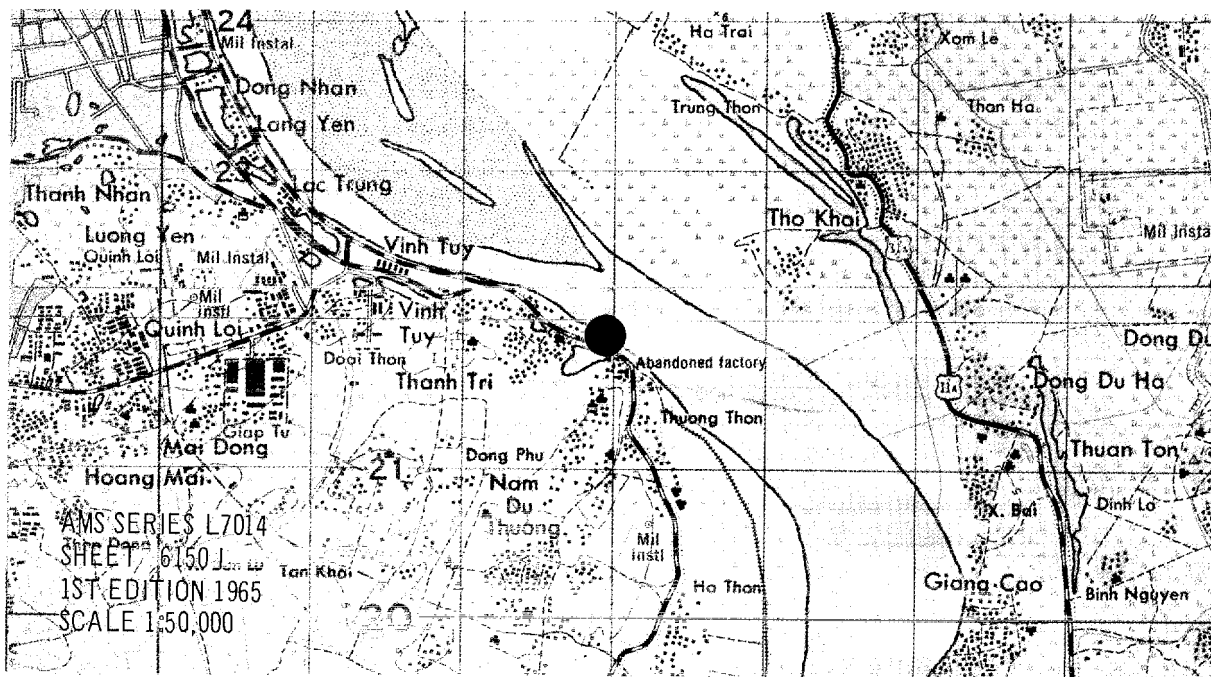 24
Mil Instal
Ha Trai
Xom Le
Dong Nhan
Trung Thon
Than Ha
Lang Yen
Lac Trung
Thanh Nhan
Tho Khoi
Luong Yen
Quinh Loi
Mil Instal
Vinh Tuy
Mil Insta
Mil
instl
Vinh
Tuy
Quinh Loi
Doai Thon
Dong Du
Abandoned factory
Thanh Tri
11A
Dong Du Ha
Giap Tu
Thuong Thon
Mai Dong
Dong Phu
Thuan Ton
Hoang Mai
21
Nam
Du
Thuong
X. Bai
Dinh Lo
AMS SERIES L7014
SHEET 6150 I
1ST EDITION 1965
SCALE 1:50,000
Mil
instl
Tan Khai
Ha Thon
Giang Cao
Binh Nguyen
20